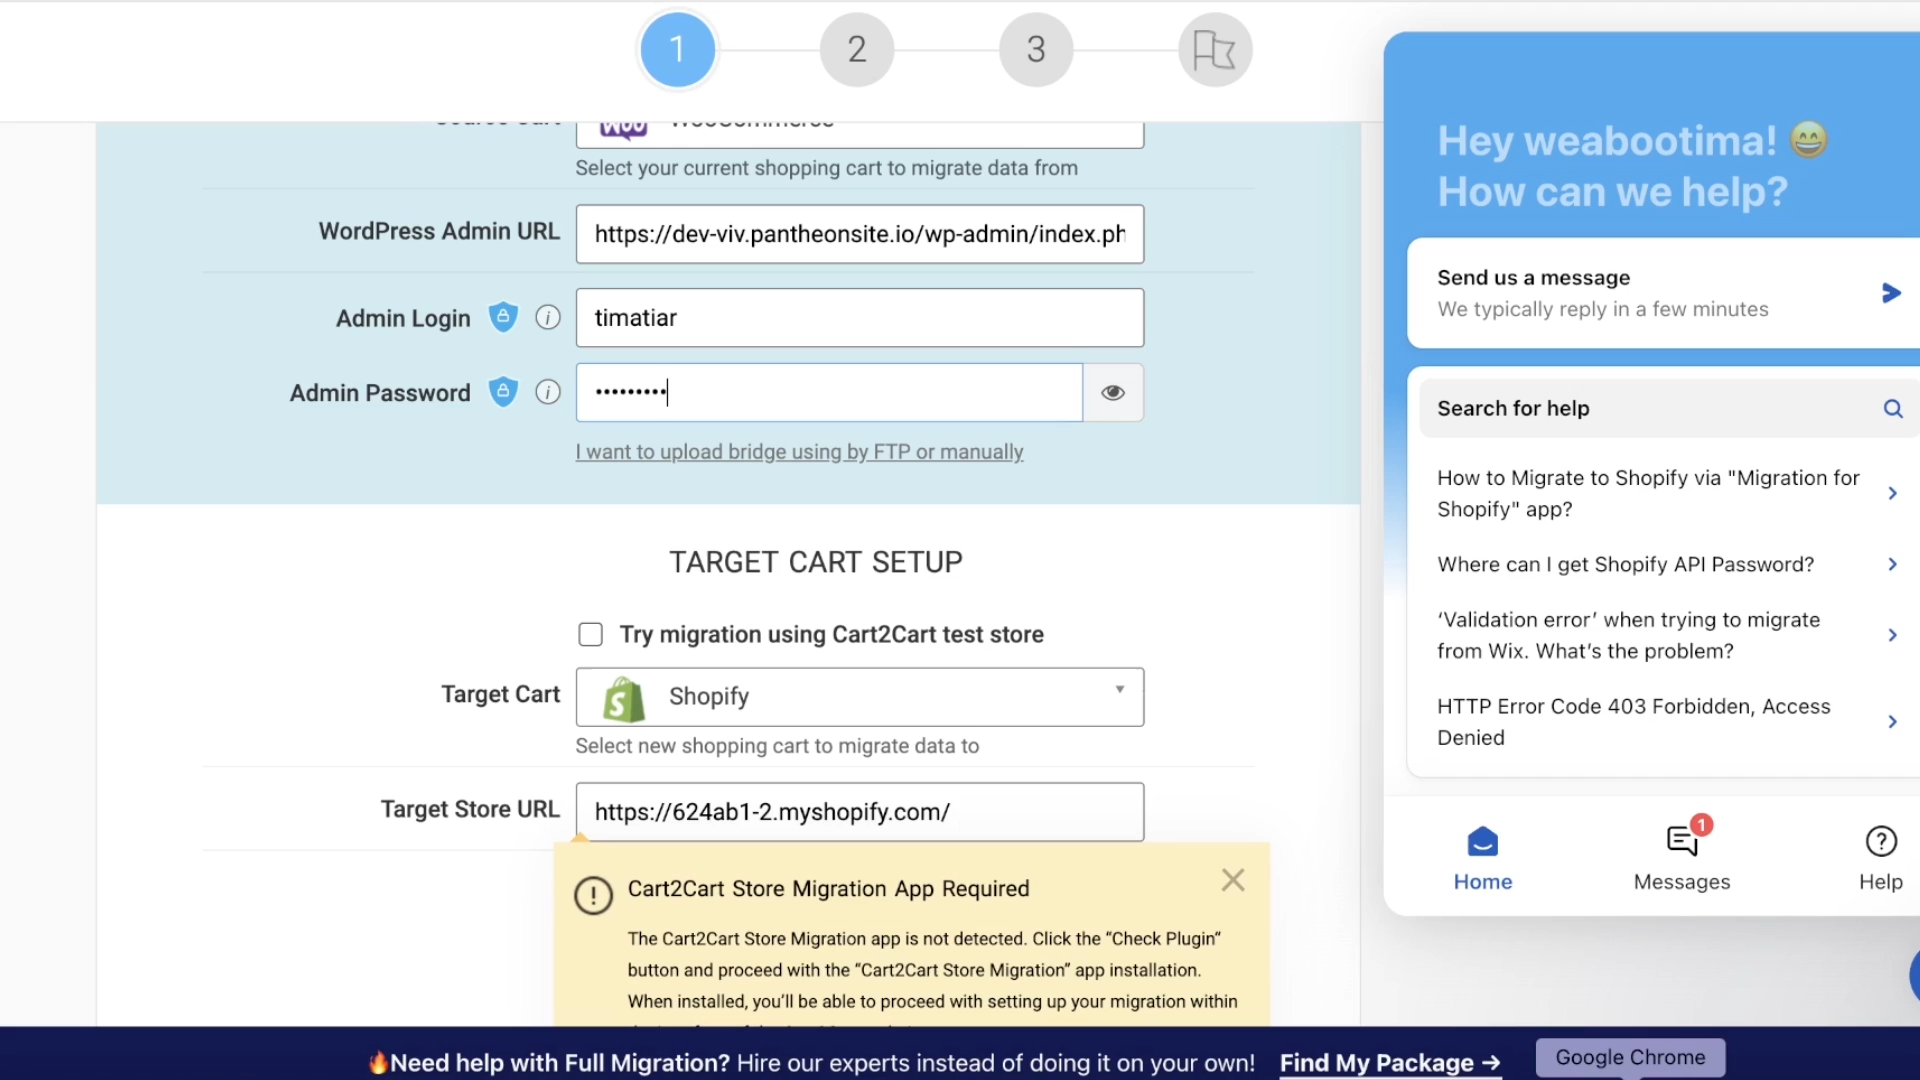 1
2
3
Source Cart
Woo
WooCommerce
Select your current shopping cart to migrate data from
WordPress Admin URL
https://dev-viv.pantheonsite.io/wp-admin/index.ph
Admin Login
timatiar
Admin Password
•••••••••
I want to upload bridge using by FTP or manually
TARGET CART SETUP
Try migration using Cart2Cart test store
Target Cart
Shopify
Select new shopping cart to migrate data to
Target Store URL
https://624ab1-2.myshopify.com/
Cart2Cart Store Migration App Required
The Cart2Cart Store Migration app is not detected. Click the “Check Plugin“
button and proceed with the “Cart2Cart Store Migration” app installation.
When installed, you’ll be able to proceed with setting up your migration within
🔥Need help with Full Migration? Hire our experts instead of doing it on your own! Find My Package →
Google Chrome
Hey weabootima! 😄
How can we help?
Send us a message
We typically reply in a few minutes
Search for help
How to Migrate to Shopify via "Migration for
Shopify" app?
Where can I get Shopify API Password?
‘Validation error’ when trying to migrate
from Wix. What’s the problem?
HTTP Error Code 403 Forbidden, Access
Denied
1
Home
Messages
Help